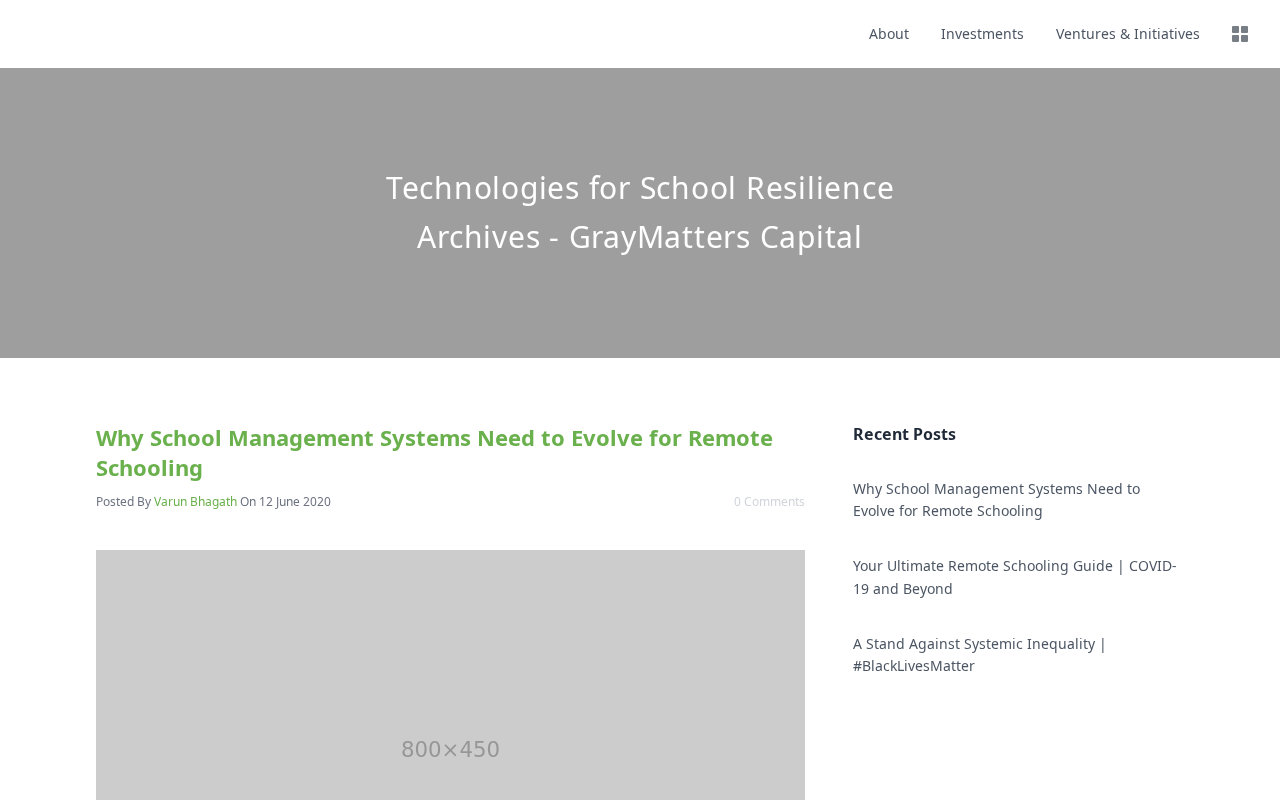 About Investments Ventures & Initiatives
Technologies for School Resilience
Archives - GrayMatters Capital
Why School Management Systems Need to Evolve for Remote
Schooling
Posted By Varun Bhagath On 12 June 2020
0 Comments
800×450
Recent Posts
Why School Management Systems Need to
Evolve for Remote Schooling
Your Ultimate Remote Schooling Guide | COVID-
19 and Beyond
A Stand Against Systemic Inequality |
#BlackLivesMatter